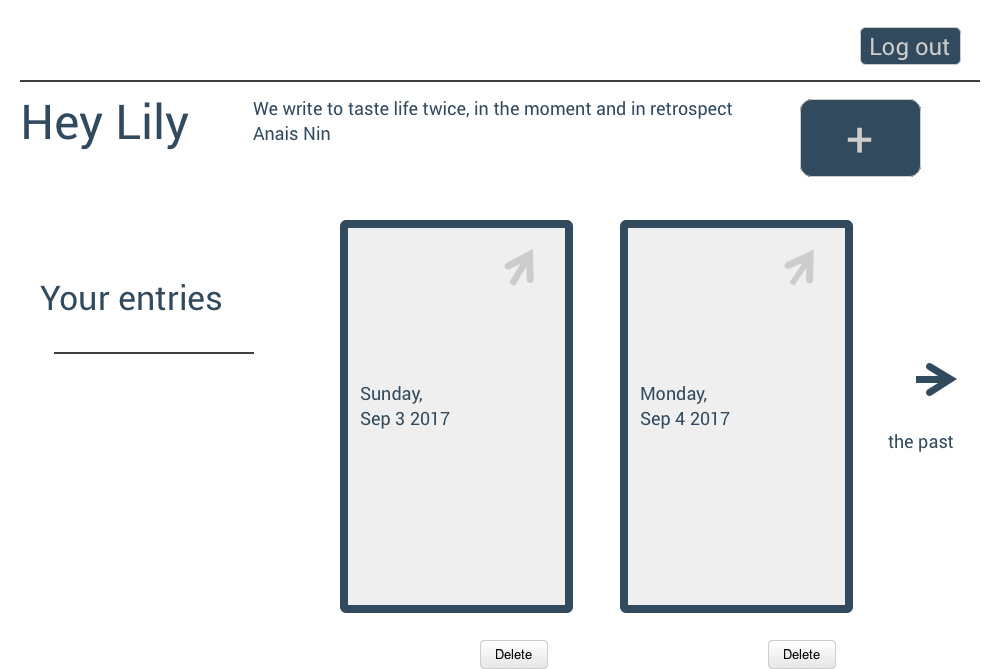 Log out
Hey Lily
We write to taste life twice, in the moment and in retrospect
Anais Nin
+
Your entries
Sunday,
Sep 3 2017
Monday,
Sep 4 2017
the past
Delete
Delete